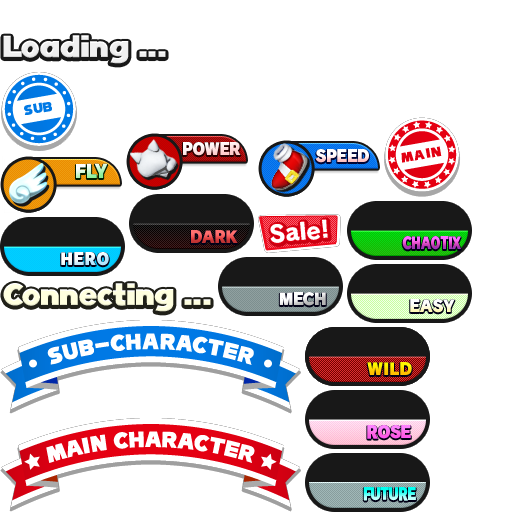 Loading ...
SUB
POWER
SPEED
MAIN
FLY
DARK
Sale!
CHAOTIX
HERO
Connecting ...
MECH
EASY
SUB-CHARACTER
WILD
MAIN CHARACTER
ROSE
FUTURE